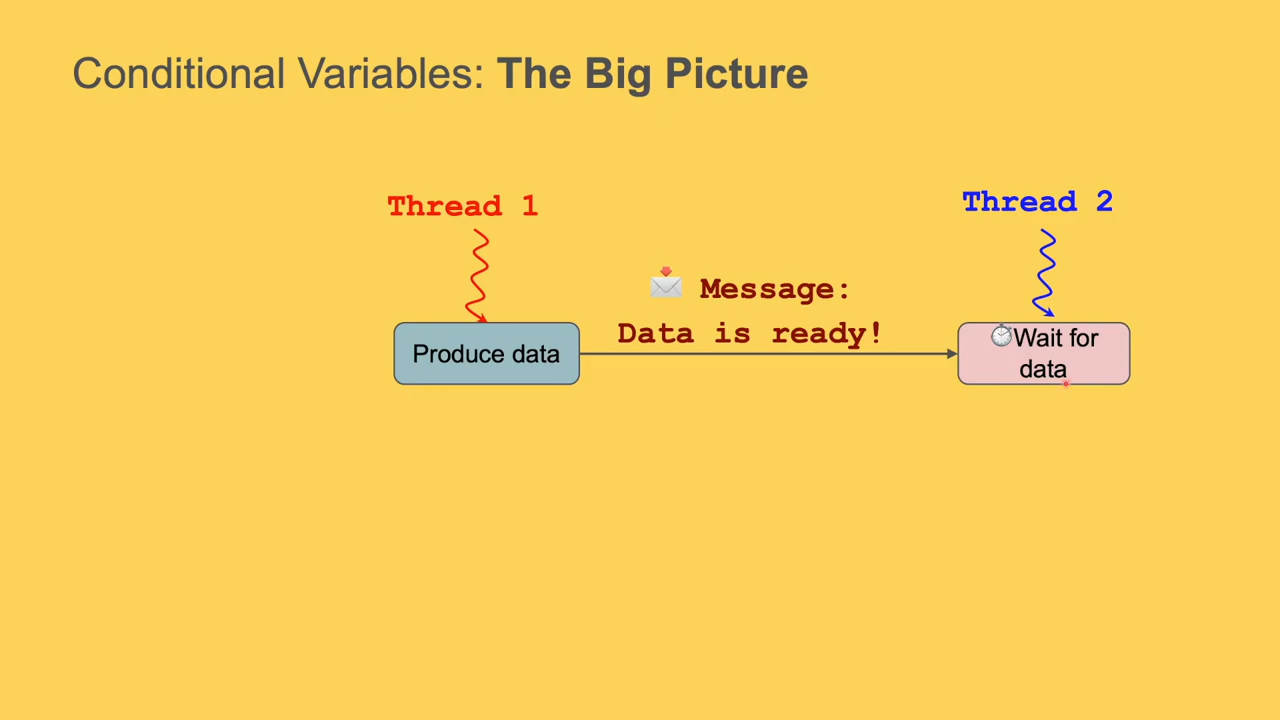 Conditional Variables: The Big Picture
Thread 1
Thread 2
Message:
Data is ready!
Produce data
Wait for
data